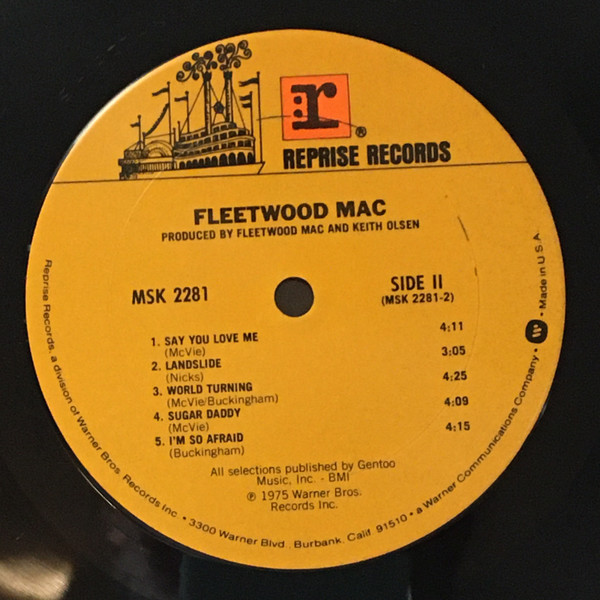 r ®
REPRISE RECORDS
FLEETWOOD MAC
PRODUCED BY FLEETWOOD MAC AND KEITH OLSEN
MSK 2281
SIDE II
(MSK 2281-2)
1. SAY YOU LOVE ME 4:11
(McVie)
2. LANDSLIDE 3:05
(Nicks)
3. WORLD TURNING 4:25
(McVie/Buckingham)
4. SUGAR DADDY 4:09
(McVie)
5. I'M SO AFRAID 4:15
(Buckingham)
All selections published by Gentoo
Music, Inc. - BMI
℗ 1975 Warner Bros.
Records Inc.
Reprise Records, a division of Warner Bros. Records Inc. • 3300 Warner Blvd., Burbank, Calif. 91510 • a Warner Communications Company • W • Made in U.S.A.